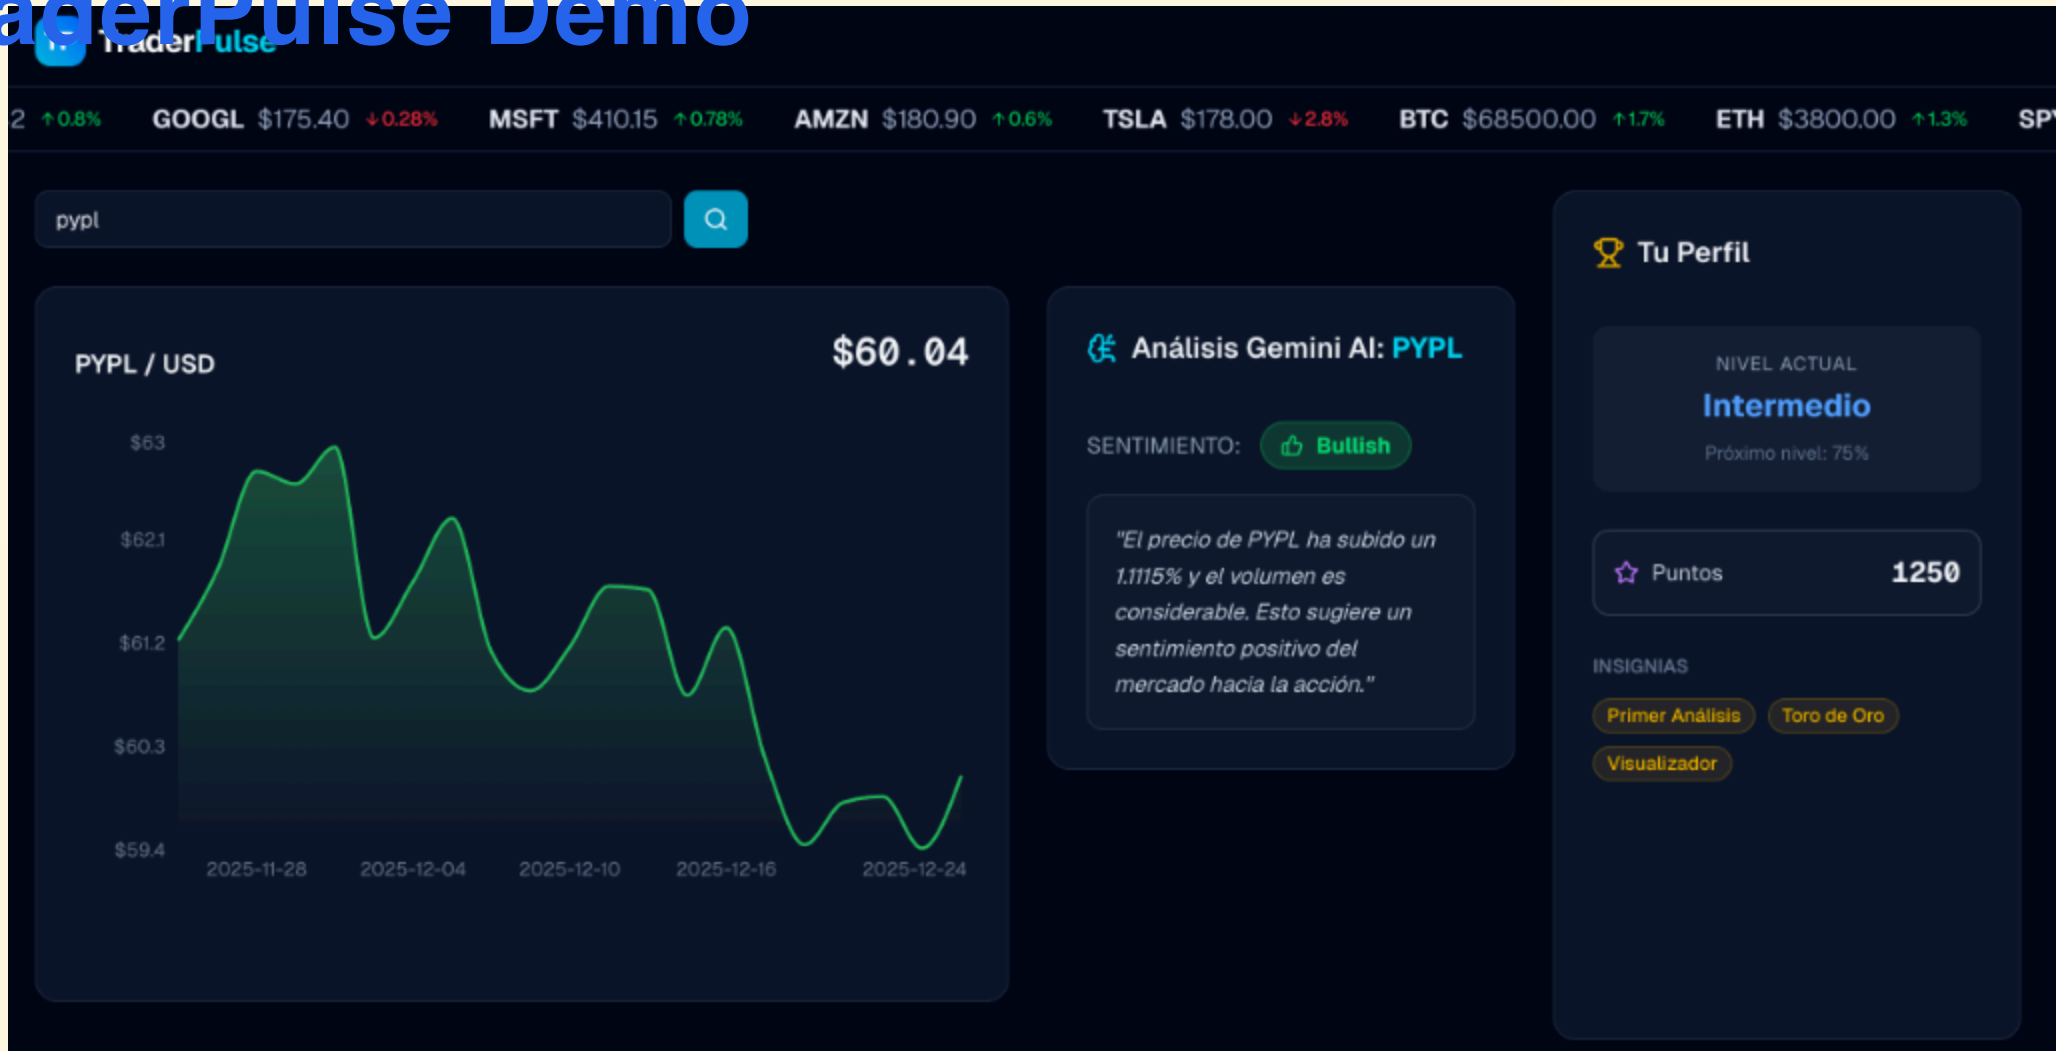 aderPulse Demo
TraderPulse
2 ↑0.8% GOOGL $175.40 ↓0.28% MSFT $410.15 ↑0.78% AMZN $180.90 ↑0.6% TSLA $178.00 ↓2.8% BTC $68500.00 ↑1.7% ETH $3800.00 ↑1.3% SPY
pypl
PYPL / USD
$60.04
$63
$62.1
$61.2
$60.3
$59.4
2025-11-28 2025-12-04 2025-12-10 2025-12-16 2025-12-24
Análisis Gemini AI: PYPL
SENTIMIENTO: Bullish
"El precio de PYPL ha subido un
1.1115% y el volumen es
considerable. Esto sugiere un
sentimiento positivo del
mercado hacia la acción."
Tu Perfil
NIVEL ACTUAL
Intermedio
Próximo nivel: 75%
Puntos 1250
INSIGNIAS
Primer Análisis Toro de Oro
Visualizador